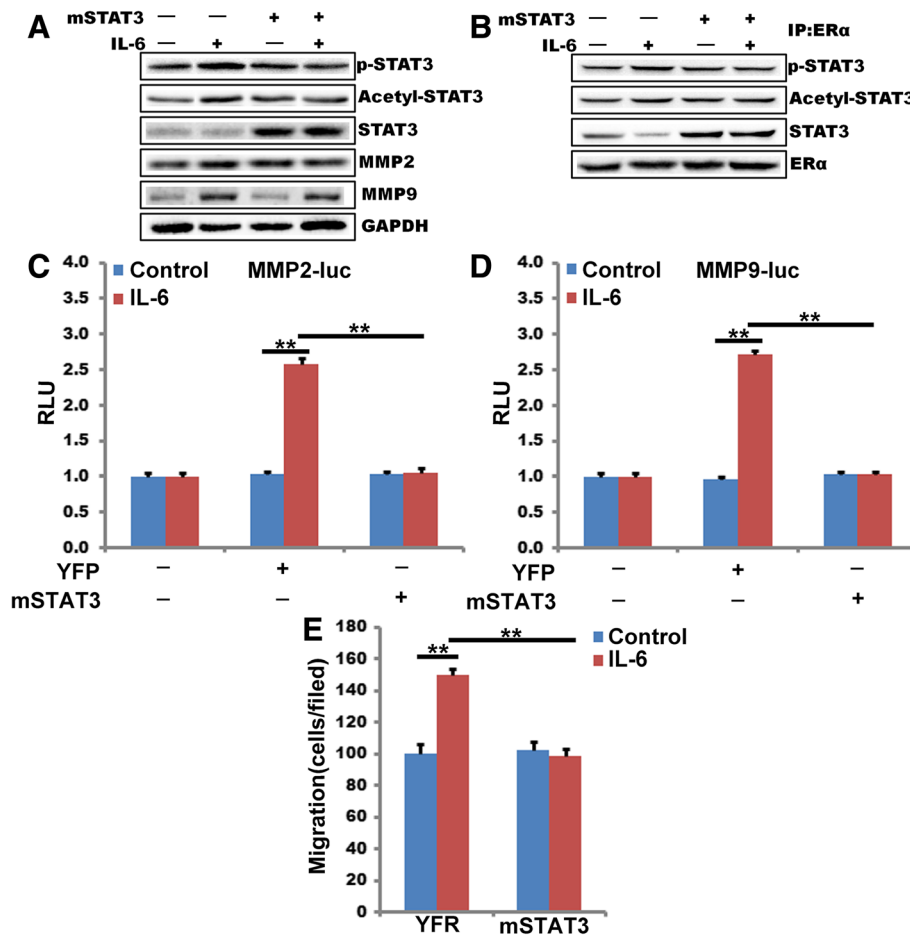 A
mSTAT3 — — + +
IL-6 — + — +
p-STAT3
Acetyl-STAT3
STAT3
MMP2
MMP9
GAPDH
B
mSTAT3 — — + +
IP:ERα
IL-6 — + — +
p-STAT3
Acetyl-STAT3
STAT3
ERα
C
MMP2-luc
Control
IL-6
RLU
4.0
3.5
3.0
2.5
2.0
1.5
1.0
0.5
0.0
**
**
YFP — + —
mSTAT3 — — +
D
MMP9-luc
Control
IL-6
RLU
4.0
3.5
3.0
2.5
2.0
1.5
1.0
0.5
0.0
**
**
YFP — + —
mSTAT3 — — +
E
Control
IL-6
Migration(cells/filed)
180
160
140
120
100
80
60
40
20
0
**
**
YFR mSTAT3